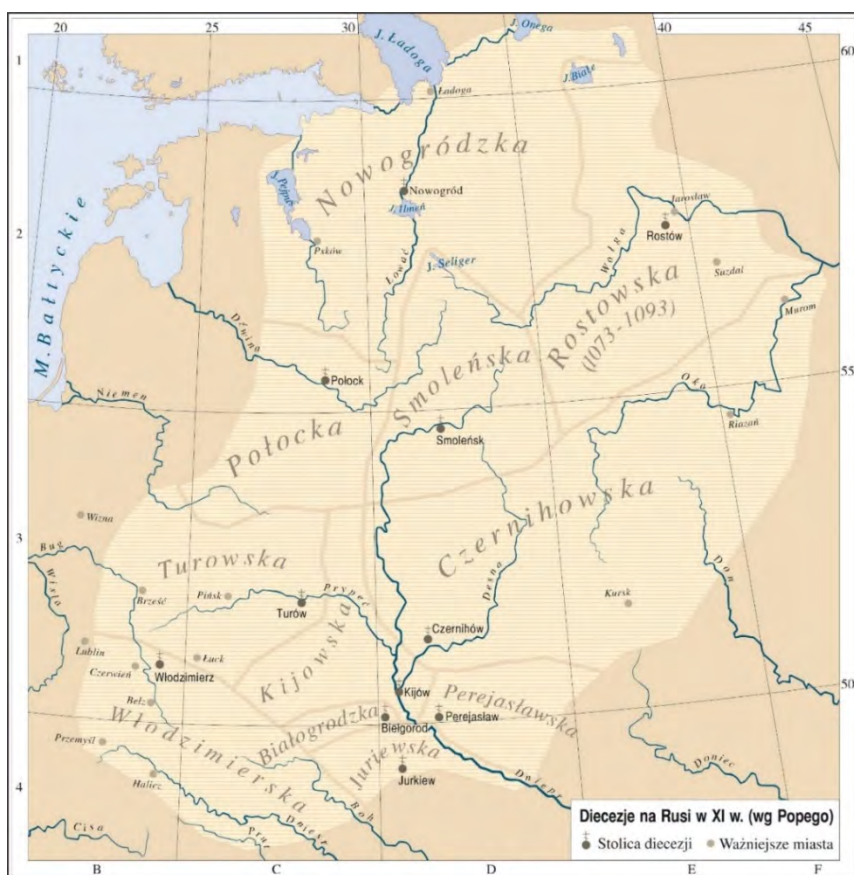 20
25
30
35
40
45
60
55
50
1
2
3
4
B
C
D
E
F
J. Onega
J. Ładoga
J. Białe
Ładoga
Nowogródzka
Nowogród
J. Ilmeń
J. Pejpus
Psków
Łować
J. Seliger
Wołga
Jarosław
Rostów
Suzdal
Murom
M. Bałtyckie
Dźwina
Połock
Rostowska
(1073-1093)
Smoleńska
Smoleńsk
Oka
Riazań
Niemen
Połocka
Czernihowska
Wizna
Bug
Wisła
Turowska
Brześć
Pińsk
Turów
Prypeć
Desna
Don
Kursk
Czernihów
Lublin
Czerwień
Włodzimierz
Łuck
Kijowska
Kijów
Bełz
Perejasławska
Perejasław
Białogrodzka
Biełgorod
Włodzimierska
Juriewska
Jurkiew
Przemyśl
Halicz
Boh
Dniepr
Doniec
Cisa
Prut
Dniestr
Diecezje na Rusi w XI w. (wg Popego)
Stolica diecezji
Ważniejsze miasta